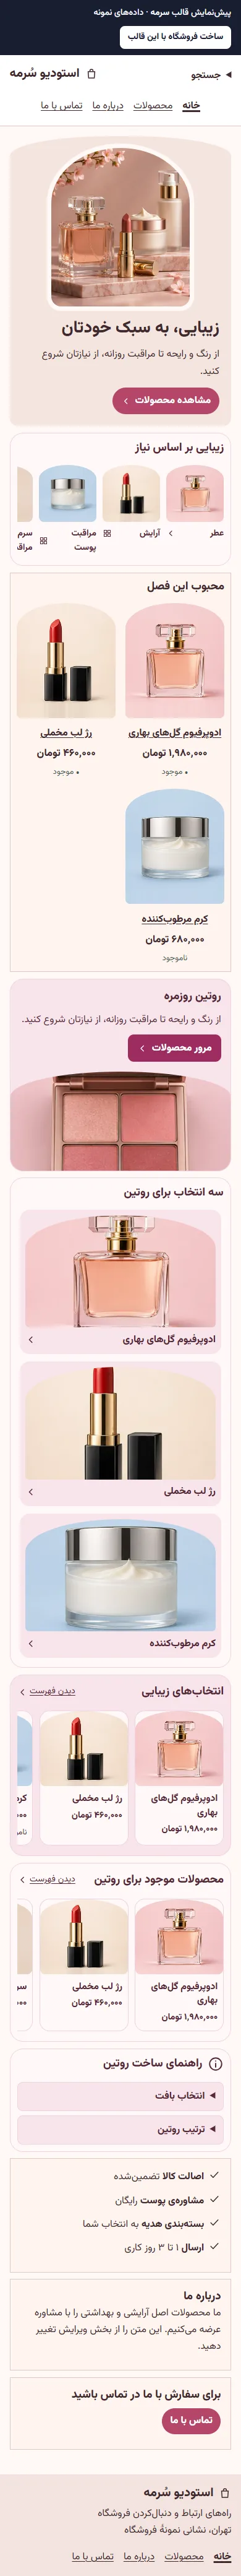 پیش‌نمایش قالب سرمه · داده‌های نمونه
ساخت فروشگاه با این قالب
استودیو سُرمه
جستجو
خانه محصولات درباره ما تماس با ما
زیبایی، به سبک خودتان
از رنگ و رایحه تا مراقبت روزانه، از نیازتان شروع
کنید.
مشاهده محصولات
زیبایی بر اساس نیاز
عطر
آرایش
مراقبت
پوست
سرم
مراق
محبوب این فصل
ادوپرفیوم گل‌های بهاری
۱,۹۸۰,۰۰۰ تومان
• موجود
رژ لب مخملی
۴۶۰,۰۰۰ تومان
• موجود
کرم مرطوب‌کننده
۶۸۰,۰۰۰ تومان
ناموجود
روتین روزمره
از رنگ و رایحه تا مراقبت روزانه، از نیازتان شروع کنید.
مرور محصولات
سه انتخاب برای روتین
ادوپرفیوم گل‌های بهاری
رژ لب مخملی
کرم مرطوب‌کننده
انتخاب‌های زیبایی
دیدن فهرست
ادوپرفیوم گل‌های
بهاری
۱,۹۸۰,۰۰۰ تومان
رژ لب مخملی
۴۶۰,۰۰۰ تومان
محصولات موجود برای روتین
دیدن فهرست
ادوپرفیوم گل‌های
بهاری
۱,۹۸۰,۰۰۰ تومان
رژ لب مخملی
۴۶۰,۰۰۰ تومان
راهنمای ساخت روتین
انتخاب بافت
ترتیب روتین
اصالت کالا تضمین‌شده
مشاوره‌ی پوست رایگان
بسته‌بندی هدیه به انتخاب شما
ارسال ۱ تا ۳ روز کاری
درباره ما
ما محصولات اصل آرایشی و بهداشتی را با مشاوره
عرضه می‌کنیم. این متن را از بخش ویرایش تغییر
دهید.
برای سفارش با ما در تماس باشید
تماس با ما
استودیو سُرمه
راه‌های ارتباط و دنبال‌کردن فروشگاه
تهران، نشانی نمونهٔ فروشگاه
خانه محصولات درباره ما تماس با ما